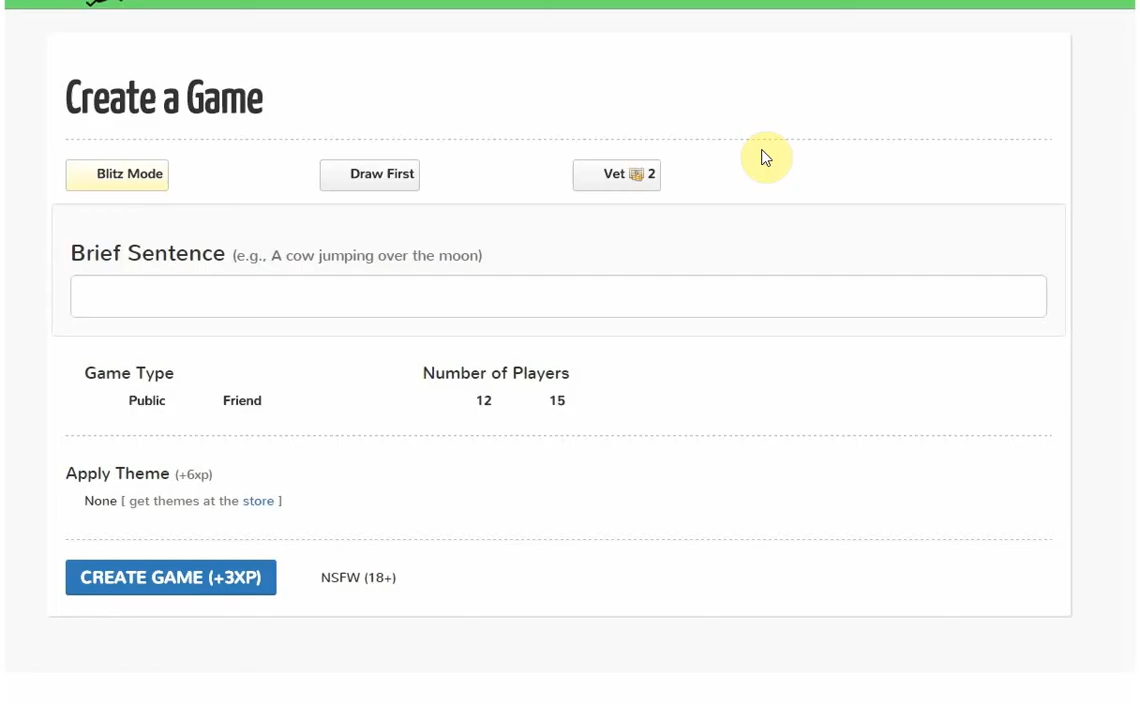 Create a Game
Blitz Mode Draw First Vet 2
Brief Sentence (e.g., A cow jumping over the moon)
Game Type Number of Players
Public Friend 12 15
Apply Theme (+6xp)
None [ get themes at the store ]
CREATE GAME (+3XP) NSFW (18+)